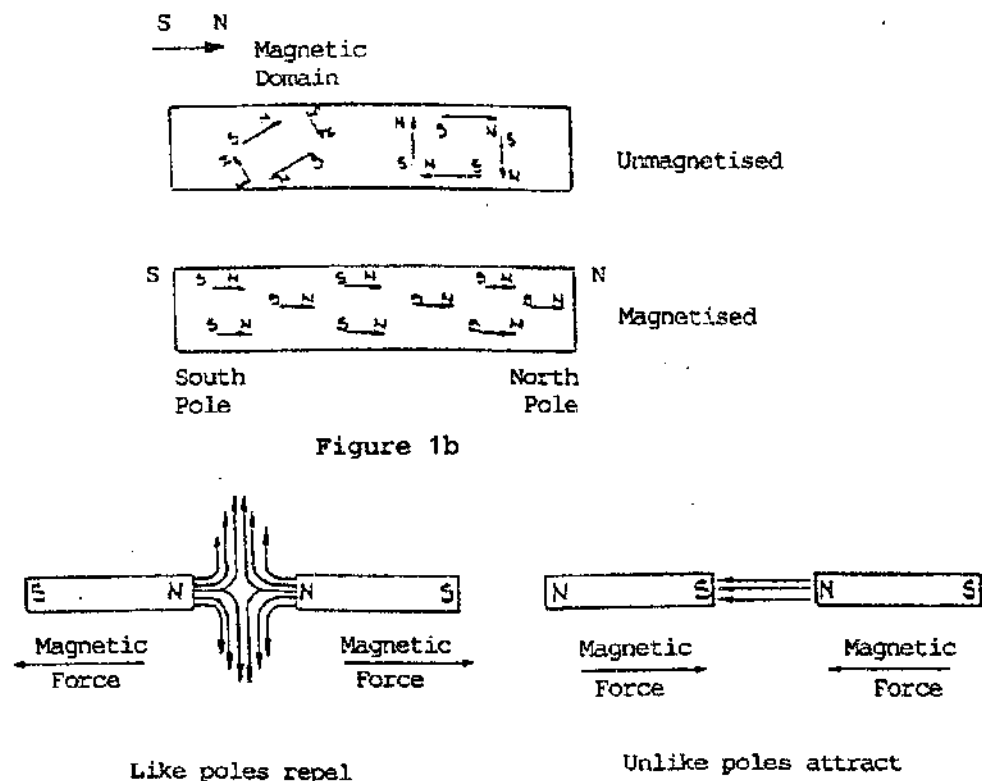 S N
Magnetic
Domain
S N S N N S N S S N
S N S N S N
Unmagnetised
S N
S N S N S N
S N S N S N
S N S N S N
Magnetised
South
Pole
North
Pole
Figure 1b
S N N S
N S N S
Magnetic
Force
Magnetic
Force
Magnetic
Force
Magnetic
Force
Like poles repel
Unlike poles attract